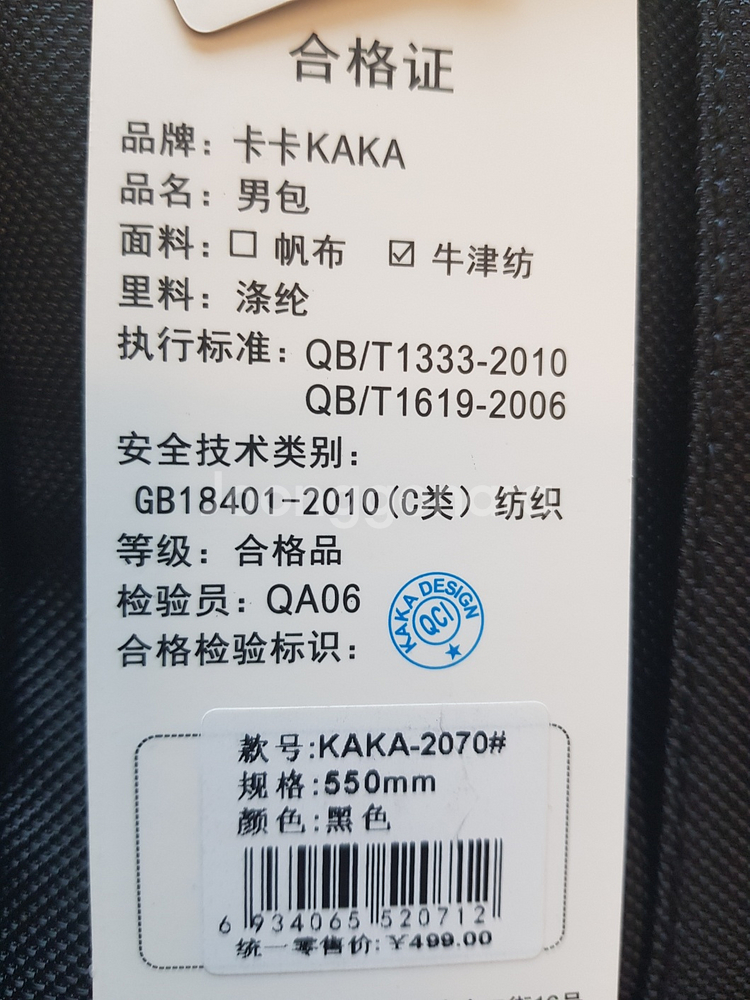 合格证
品牌：卡卡KAKA
品名：男包
面料：☐ 帆布 ☑ 牛津纺
里料：涤纶
执行标准：QB/T1333-2010
QB/T1619-2006
安全技术类别：
GB18401-2010(C类）纺织
等级：合格品
检验员：QA06
合格检验标识：
KAKA DESIGN
QCI
款号:KAKA-2070#
规格:550mm
颜色:黑色
6 934065 520712
统一零售价:¥499.00